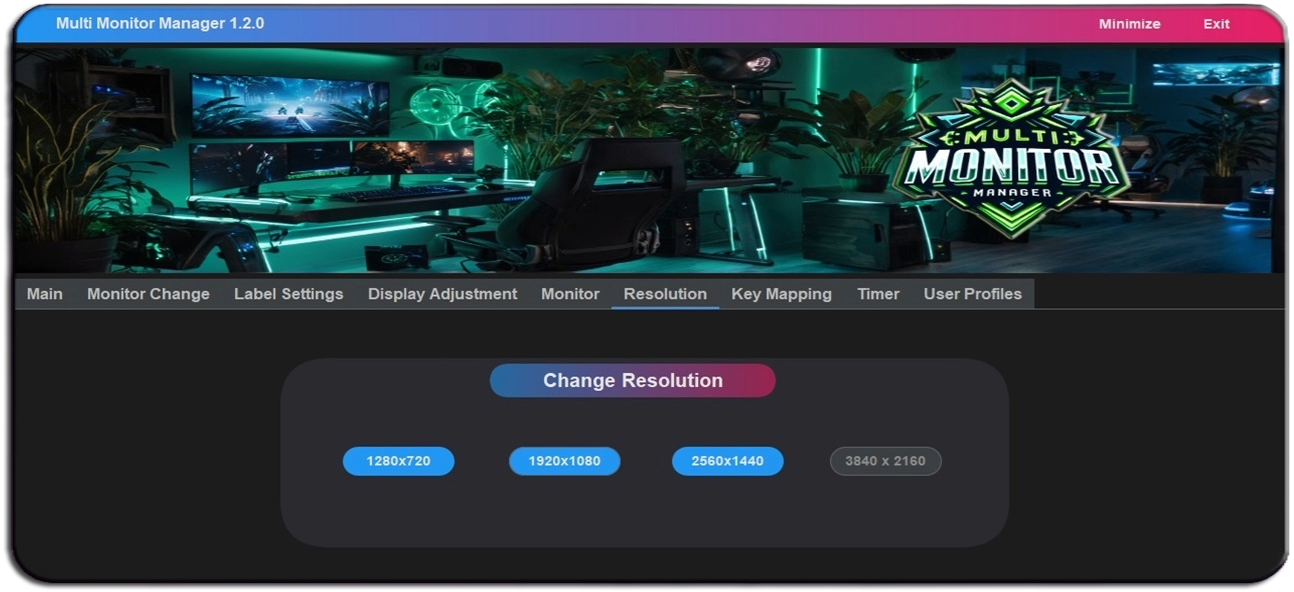 Multi Monitor Manager 1.2.0
Minimize
Exit
MULTI
MONITOR
MANAGER
Main
Monitor Change
Label Settings
Display Adjustment
Monitor
Resolution
Key Mapping
Timer
User Profiles
Change Resolution
1280x720
1920x1080
2560x1440
3840 x 2160